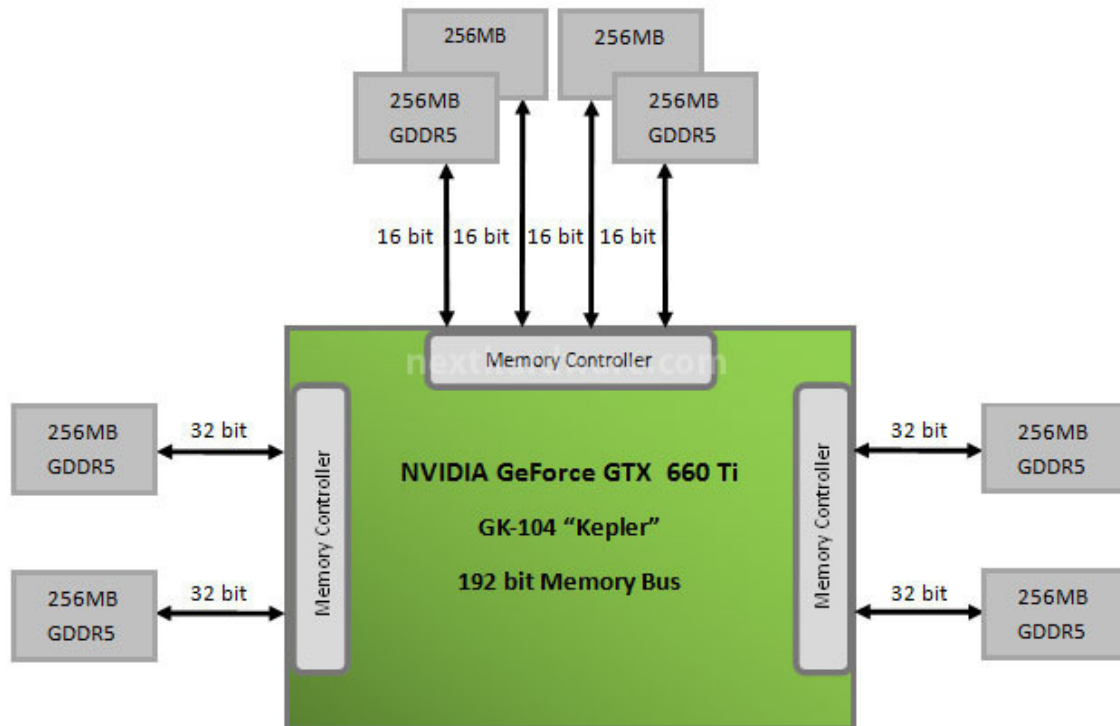 256MB
256MB
256MB
GDDR5
256MB
GDDR5
16 bit
16 bit
16 bit
16 bit
Memory Controller
nexthardware.com
256MB
GDDR5
32 bit
Memory Controller
256MB
GDDR5
32 bit
NVIDIA GeForce GTX 660 Ti
GK-104 “Kepler”
192 bit Memory Bus
Memory Controller
32 bit
256MB
GDDR5
32 bit
256MB
GDDR5